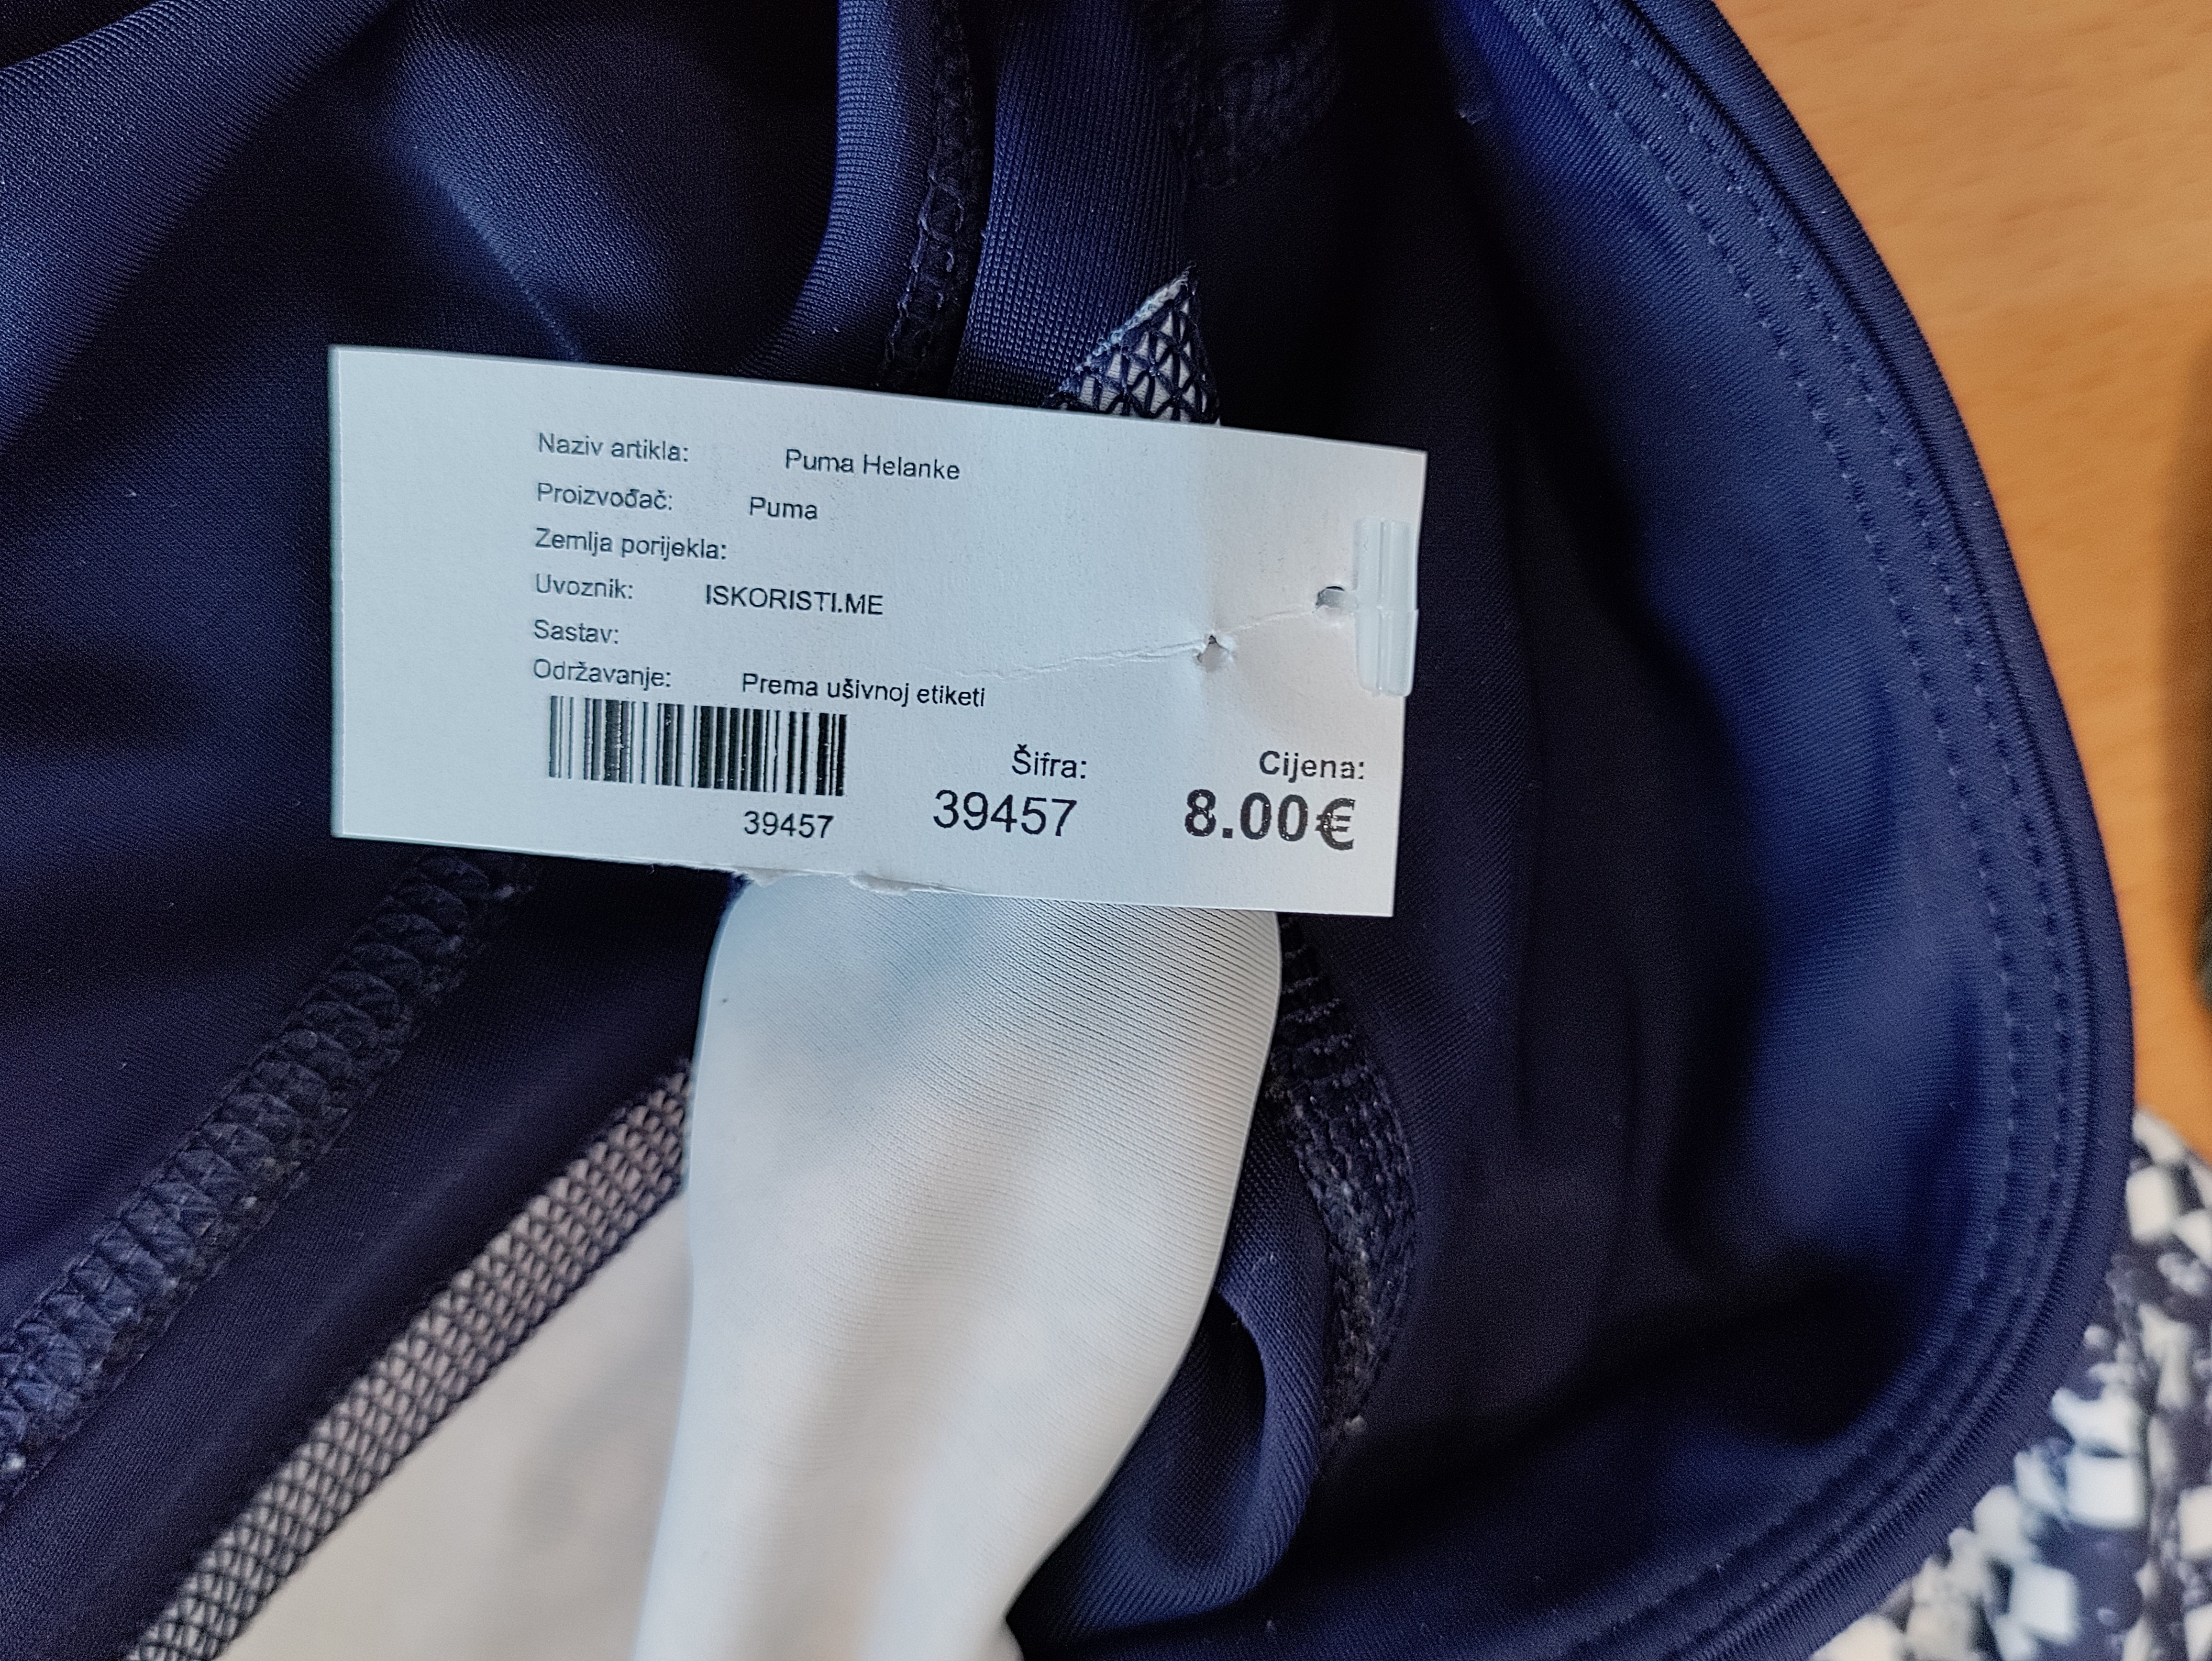 Naziv artikla: Puma Helanke
Proizvođač: Puma
Zemlja porijekla:
Uvoznik: ISKORISTI.ME
Sastav:
Održavanje: Prema ušivnoj etiketi
39457
Šifra:
39457
Cijena:
8.00€